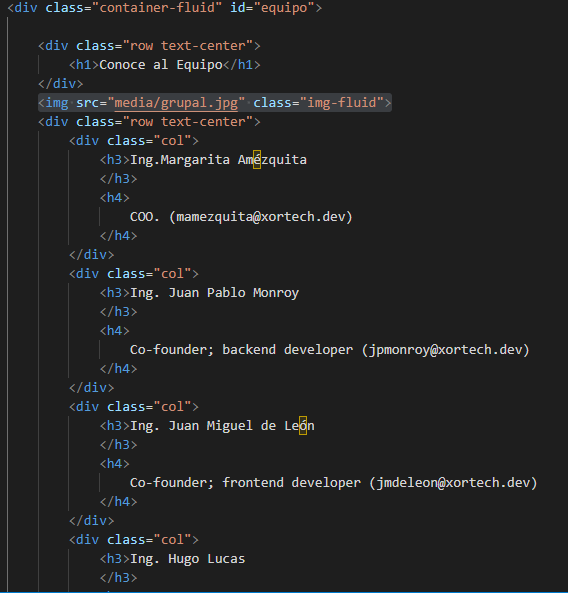 <div class="container-fluid" id="equipo">
<div class="row text-center">
<h1>Conoce al Equipo</h1>
</div>
<img src="media/grupal.jpg" class="img-fluid">
<div class="row text-center">
<div class="col">
<h3>Ing.Margarita Amézquita
</h3>
<h4>
COO. (mamezquita@xortech.dev)
</h4>
</div>
<div class="col">
<h3>Ing. Juan Pablo Monroy
</h3>
<h4>
Co-founder; backend developer (jpmonroy@xortech.dev)
</h4>
</div>
<div class="col">
<h3>Ing. Juan Miguel de León
</h3>
<h4>
Co-founder; frontend developer (jmdeleon@xortech.dev)
</h4>
</div>
<div class="col">
<h3>Ing. Hugo Lucas
</h3>